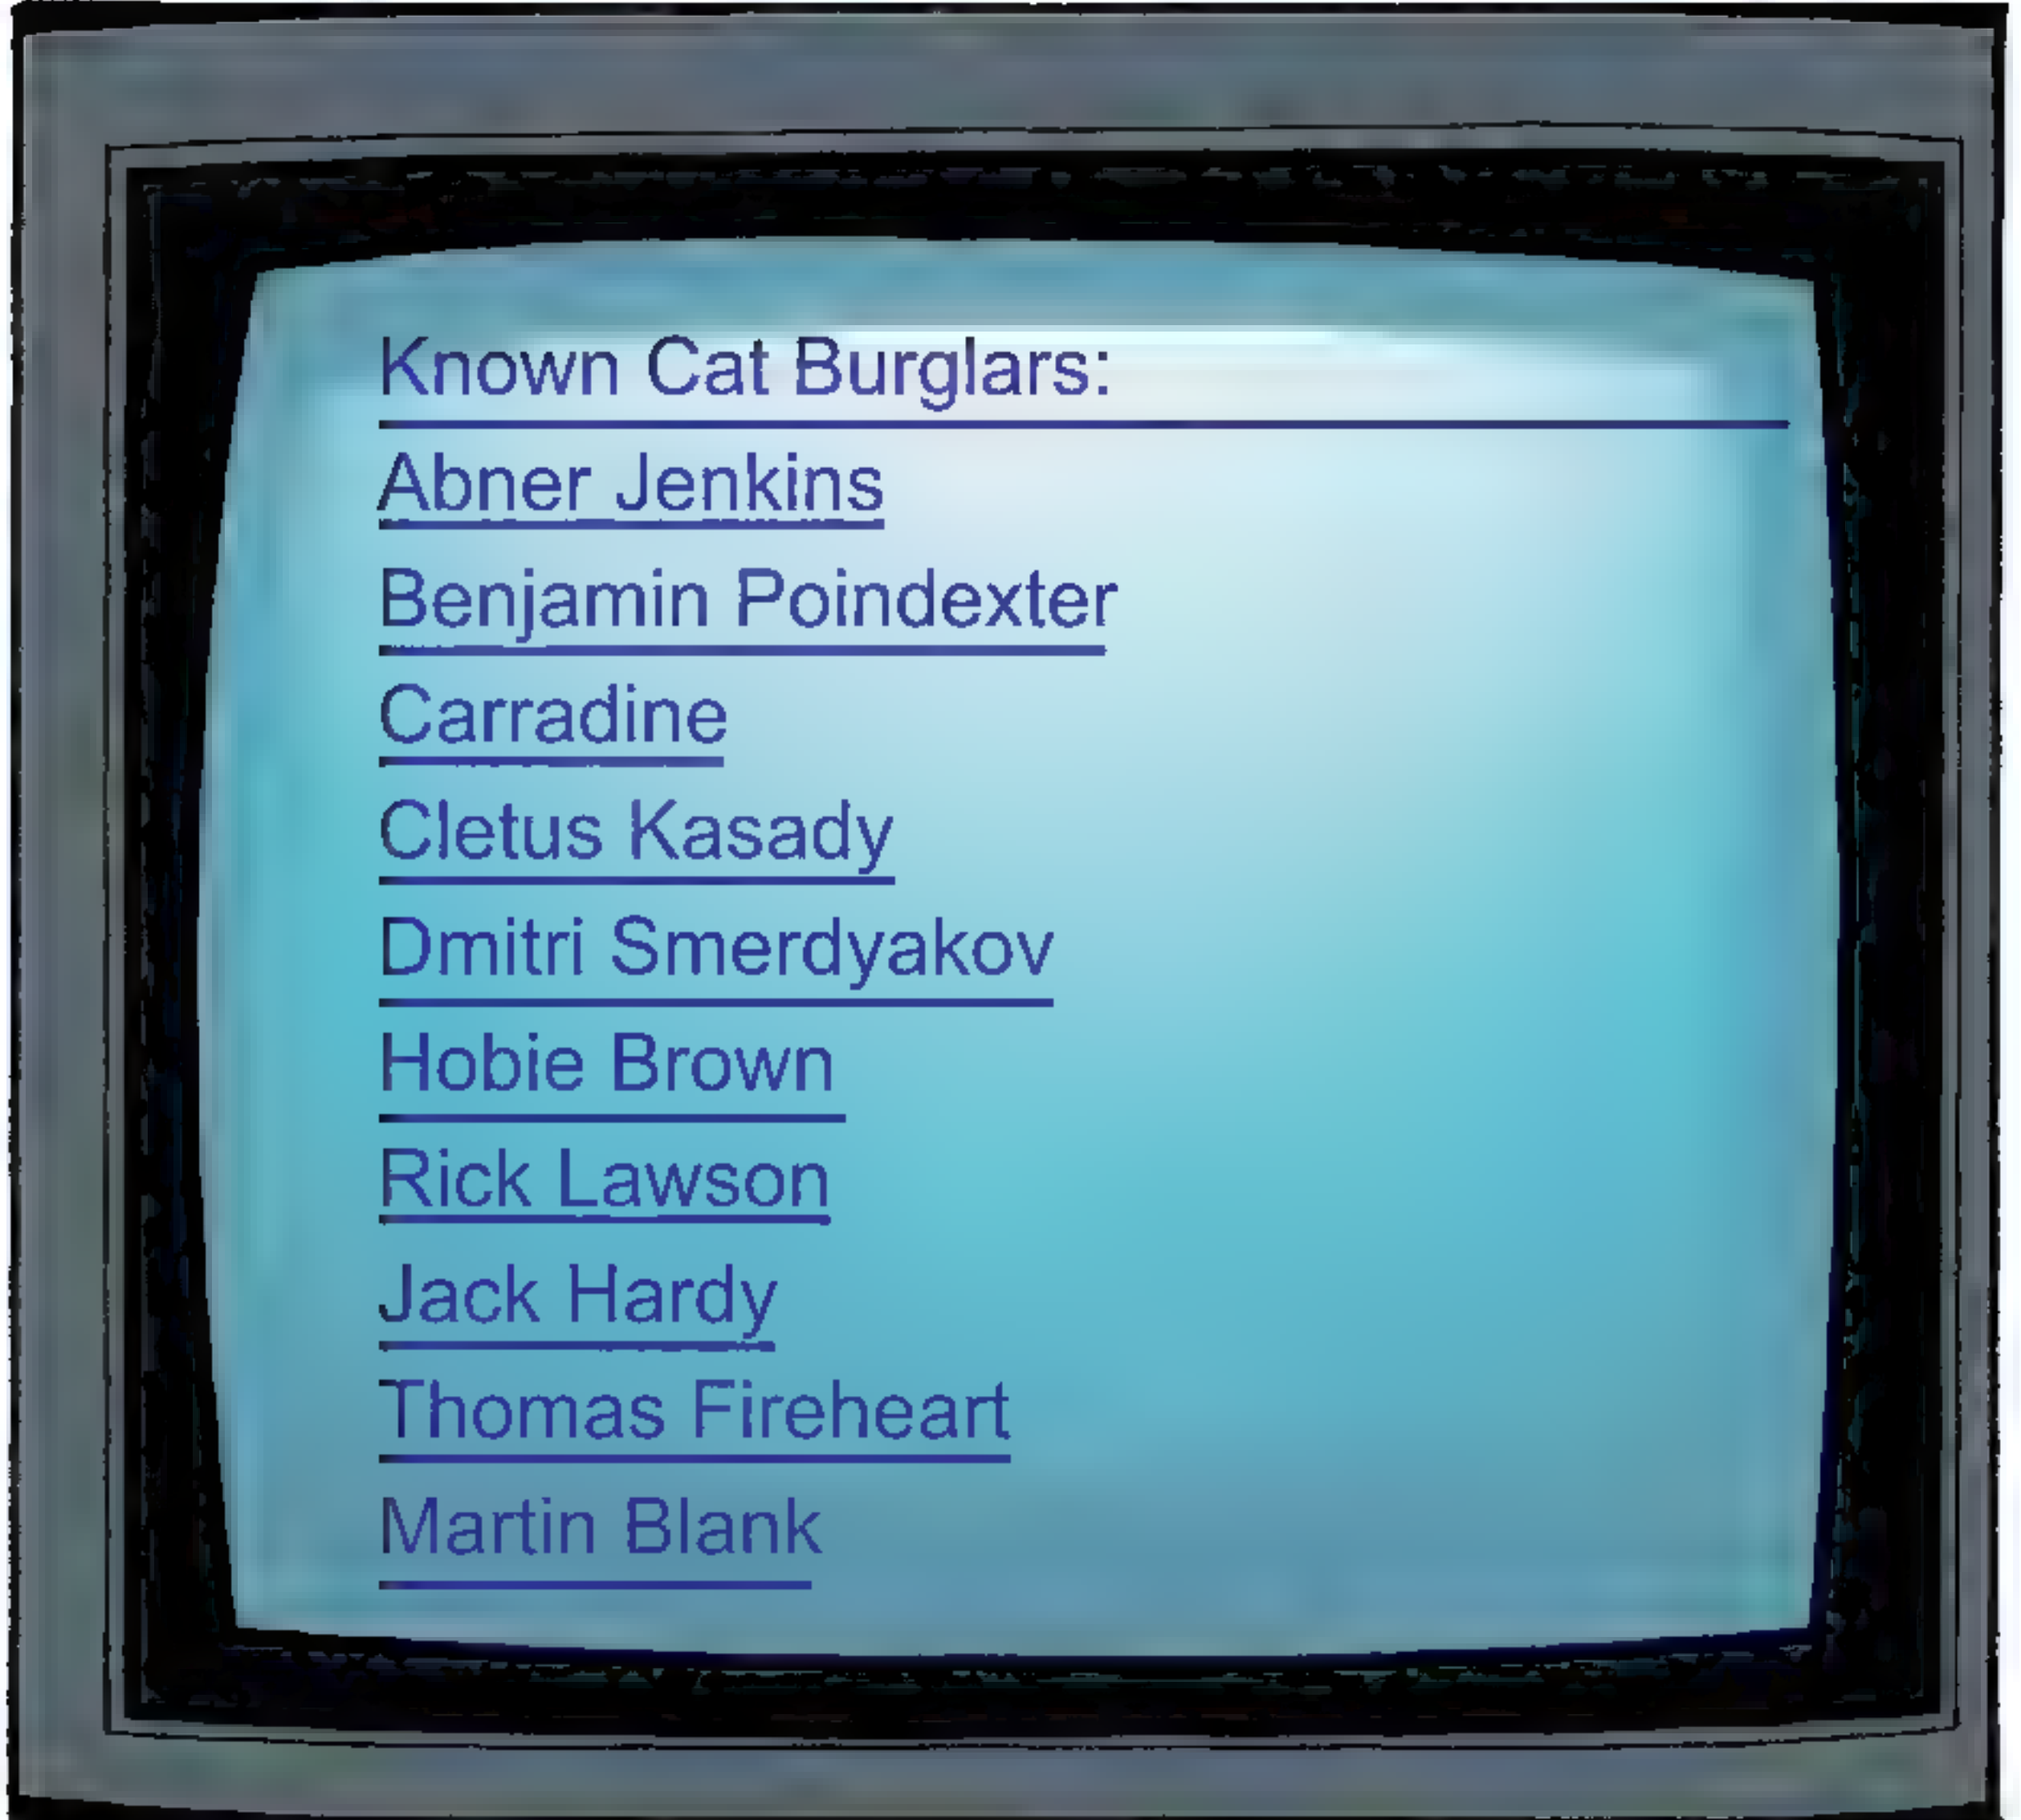 Known Cat Burglars:
Abner Jenkins
Benjamin Poindexter
Carradine
Cletus Kasady
Dmitri Smerdyakov
Hobie Brown
Rick Lawson
Jack Hardy
Thomas Fireheart
Martin Blank